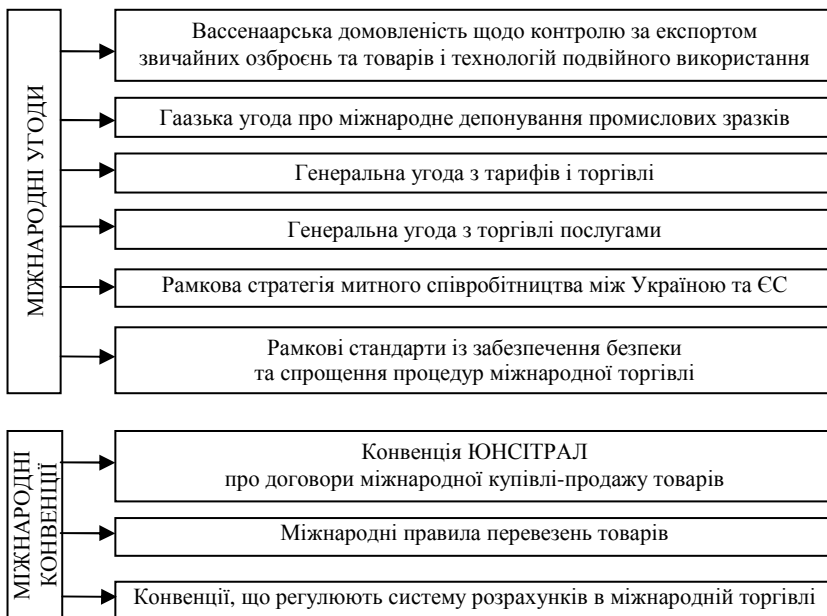 МІЖНАРОДНІ УГОДИ
Вассенаарська домовленість щодо контролю за експортом
звичайних озброєнь та товарів і технологій подвійного використання
Гаазька угода про міжнародне депонування промислових зразків
Генеральна угода з тарифів і торгівлі
Генеральна угода з торгівлі послугами
Рамкова стратегія митного співробітництва між Україною та ЄС
Рамкові стандарти із забезпечення безпеки
та спрощення процедур міжнародної торгівлі
МІЖНАРОДНІ
КОНВЕНЦІЇ
Конвенція ЮНСІТРАЛ
про договори міжнародної купівлі-продажу товарів
Міжнародні правила перевезень товарів
Конвенції, що регулюють систему розрахунків в міжнародній торгівлі